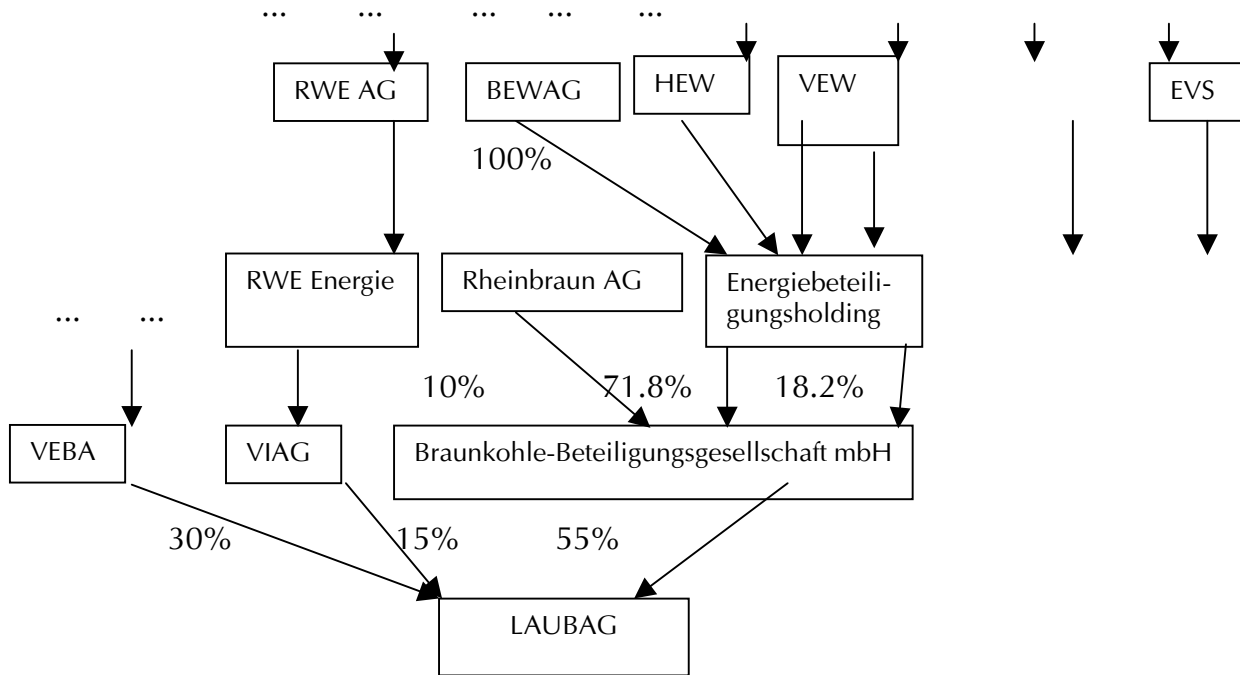 ... ... ... ... ...
RWE AG BEWAG HEW VEW EVS
100%
RWE Energie Rheinbraun AG Energiebeteili-
gungsholding
... ...
10% 71.8% 18.2%
VEBA VIAG Braunkohle-Beteiligungsgesellschaft mbH
30% 15% 55%
LAUBAG